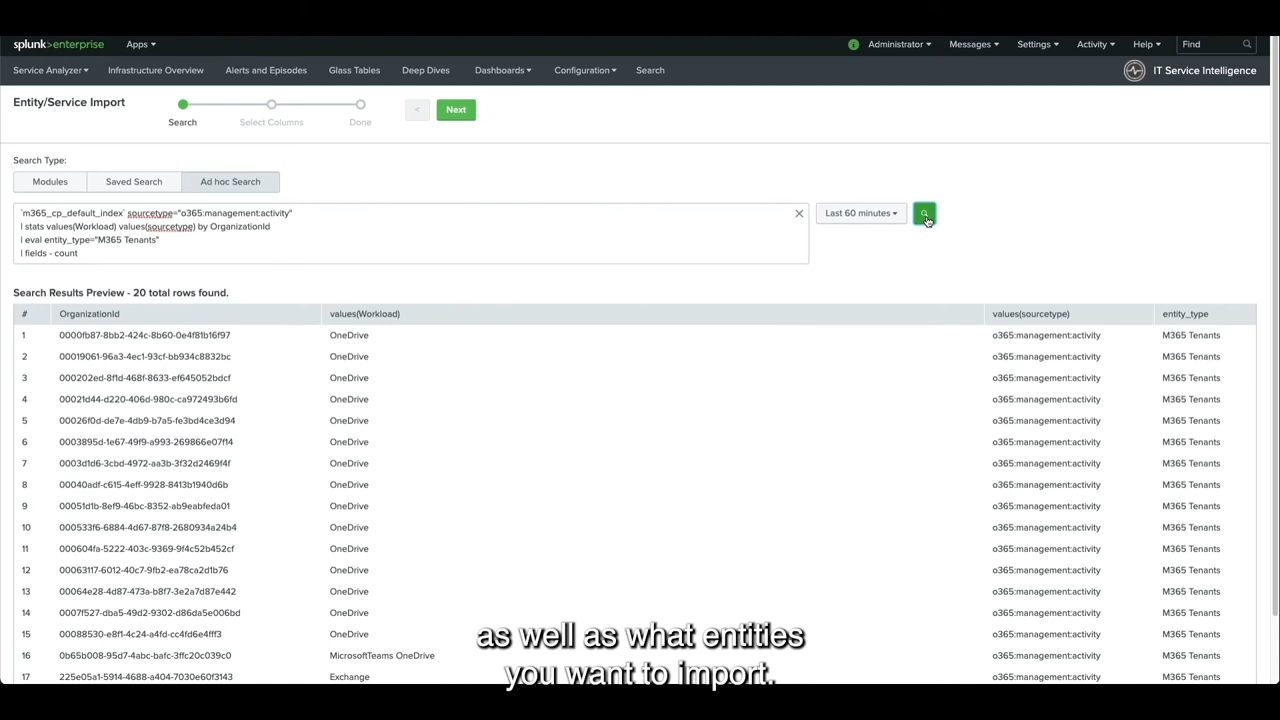 splunk>enterprise Apps Administrator Messages Settings Activity Help Find
Service Analyzer Infrastructure Overview Alerts and Episodes Glass Tables Deep Dives Dashboards Configuration Search IT Service Intelligence
Entity/Service Import < Next
Search Select Columns Done
Search Type:
Modules Saved Search Ad hoc Search
`m365_cp_default_index` sourcetype="o365:management:activity"
| stats values(Workload) values(sourcetype) by OrganizationId
| eval entity_type="M365 Tenants"
| fields - count
Last 60 minutes
Search Results Preview - 20 total rows found.
# OrganizationId values(Workload) values(sourcetype) entity_type
1 0000fb87-8bb2-424c-8b60-0e4f81b16f97 OneDrive o365:management:activity M365 Tenants
2 00019061-96a3-4ec1-93cf-bb934c8832bc OneDrive o365:management:activity M365 Tenants
3 000202ed-8f1d-468f-8633-ef645052bdcf OneDrive o365:management:activity M365 Tenants
4 00021d44-d220-406d-980c-ca972493b6fd OneDrive o365:management:activity M365 Tenants
5 00026f0d-de7e-4db9-b7a5-fe3bd4ce3d94 OneDrive o365:management:activity M365 Tenants
6 0003895d-1e67-49f9-a993-269866e07f14 OneDrive o365:management:activity M365 Tenants
7 0003d1d6-3cbd-4972-aa3b-3f32d2469f4f OneDrive o365:management:activity M365 Tenants
8 00040adf-c615-4eff-9928-8413b1940d6b OneDrive o365:management:activity M365 Tenants
9 00051d1b-8ef9-46bc-8352-ab9eabfeda01 OneDrive o365:management:activity M365 Tenants
10 000533f6-6884-4d67-87f8-2680934a24b4 OneDrive o365:management:activity M365 Tenants
11 000604fa-5222-403c-9369-9f4c52b452cf OneDrive o365:management:activity M365 Tenants
12 00063117-6012-40c7-9fb2-ea78ca2d1b76 OneDrive o365:management:activity M365 Tenants
13 00064e28-4d87-473a-b8f7-3e2a7d87e442 OneDrive o365:management:activity M365 Tenants
14 0007f527-dba5-49d2-9302-d86da5e006bd OneDrive o365:management:activity M365 Tenants
15 00088530-e8f1-4c24-a4fd-cc4fd6e4fff3 OneDrive o365:management:activity M365 Tenants
16 0b65b008-95d7-4abc-bafc-3ffc20c039c0 MicrosoftTeams OneDrive o365:management:activity M365 Tenants
17 225e05a1-5914-4688-a404-7030e60f3143 Exchange o365:management:activity M365 Tenants
as well as what entities
you want to import.